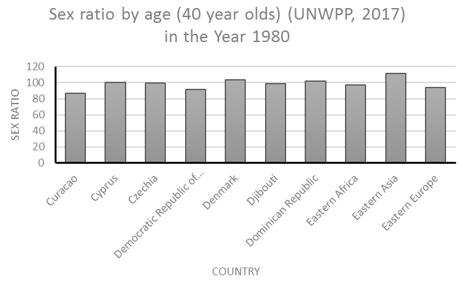 Sex ratio by age (40 year olds) (UNWPP, 2017)
in the Year 1980
SEX RATIO
120
100
80
60
40
20
0
Curacao
Cyprus
Czechia
Democratic Republic of...
Denmark
Djibouti
Dominican Republic
Eastern Africa
Eastern Asia
Eastern Europe
COUNTRY